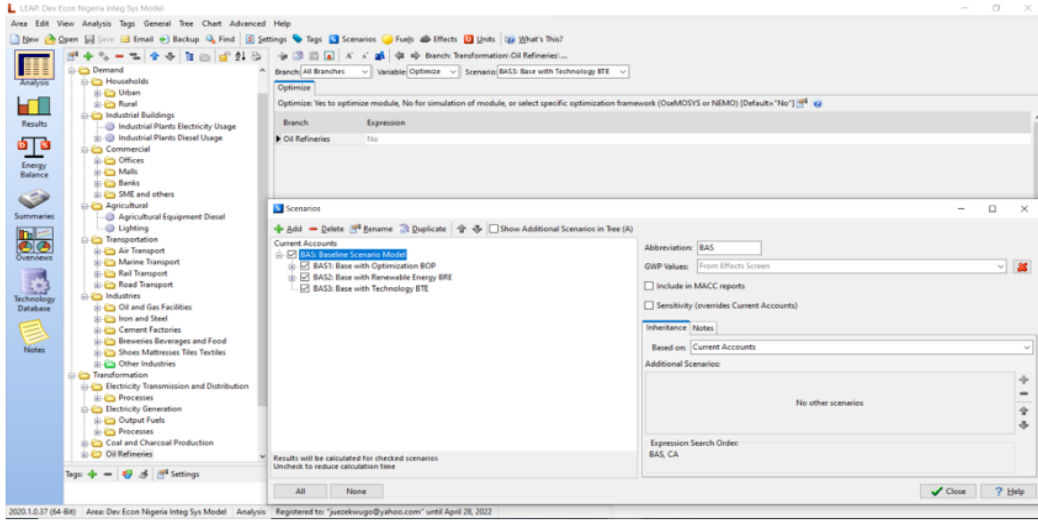 LEAP: Dev Econ Nigeria Integ Sys Model
Area Edit View Analysis Tags General Tree Chart Advanced Help
New Open Save Email Backup Find Settings Tags Scenarios Fuels Effects Units What's This?
Branch: Transformation\Oil Refineries\...
Branch: All Branches Variable: Optimize Scenario: BAS3: Base with Technology BTE
Optimize
Optimize: Yes to optimize module, No for simulation of module, or select specific optimization framework (OseMOSYS or NEMO) [Default="No"]
Branch Expression
Oil Refineries No
Analysis
Results
Energy
Balance
Summaries
Overviews
Technology
Database
Notes
Demand
Households
Urban
Rural
Industrial Buildings
Industrial Plants Electricity Usage
Industrial Plants Diesel Usage
Commercial
Offices
Malls
Banks
SME and others
Agricultural
Agricultural Equipment Diesel
Lighting
Transportation
Air Transport
Marine Transport
Rail Transport
Road Transport
Industries
Oil and Gas Facilities
Iron and Steel
Cement Factories
Breweries Beverages and Food
Shoes Mattresses Tiles Textiles
Other Industries
Transformation
Electricity Transmission and Distribution
Processes
Electricity Generation
Output Fuels
Processes
Coal and Charcoal Production
Oil Refineries
Tags: Settings
Scenarios
Add Delete Rename Duplicate Show Additional Scenarios in Tree (A)
Current Accounts
BAS: Baseline Scenario Model
BAS1: Base with Optimization BOP
BAS2: Base with Renewable Energy BRE
BAS3: Base with Technology BTE
Results will be calculated for checked scenarios
Uncheck to reduce calculation time
All None
Abbreviation: BAS
GWP Values: From Effects Screen
Include in MACC reports
Sensitivity (overrides Current Accounts)
Inheritance Notes
Based on: Current Accounts
Additional Scenarios:
No other scenarios
Expression Search Order:
BAS, CA
Close Help
2020.1.0.37 (64-Bit) Area: Dev Econ Nigeria Integ Sys Model Analysis Registered to: "juezekwugo@yahoo.com" until April 28, 2022